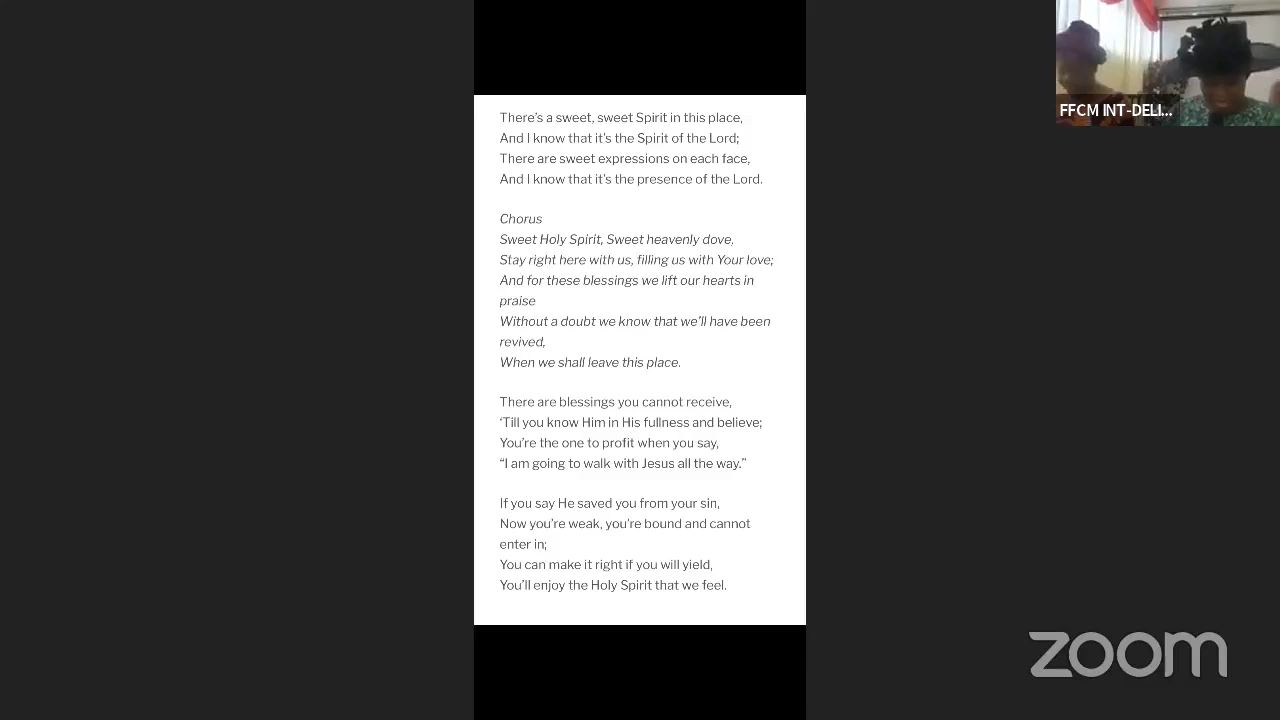 There's a sweet, sweet Spirit in this place,
And I know that it's the Spirit of the Lord;
There are sweet expressions on each face,
And I know that it's the presence of the Lord.
Chorus
Sweet Holy Spirit, Sweet heavenly dove,
Stay right here with us, filling us with Your love;
And for these blessings we lift our hearts in
praise
Without a doubt we know that we'll have been
revived,
When we shall leave this place.
There are blessings you cannot receive,
‘Till you know Him in His fullness and believe;
You're the one to profit when you say,
“I am going to walk with Jesus all the way.”
If you say He saved you from your sin,
Now you're weak, you're bound and cannot
enter in;
You can make it right if you will yield,
You'll enjoy the Holy Spirit that we feel.
FFCM INT-DELI...
zoom